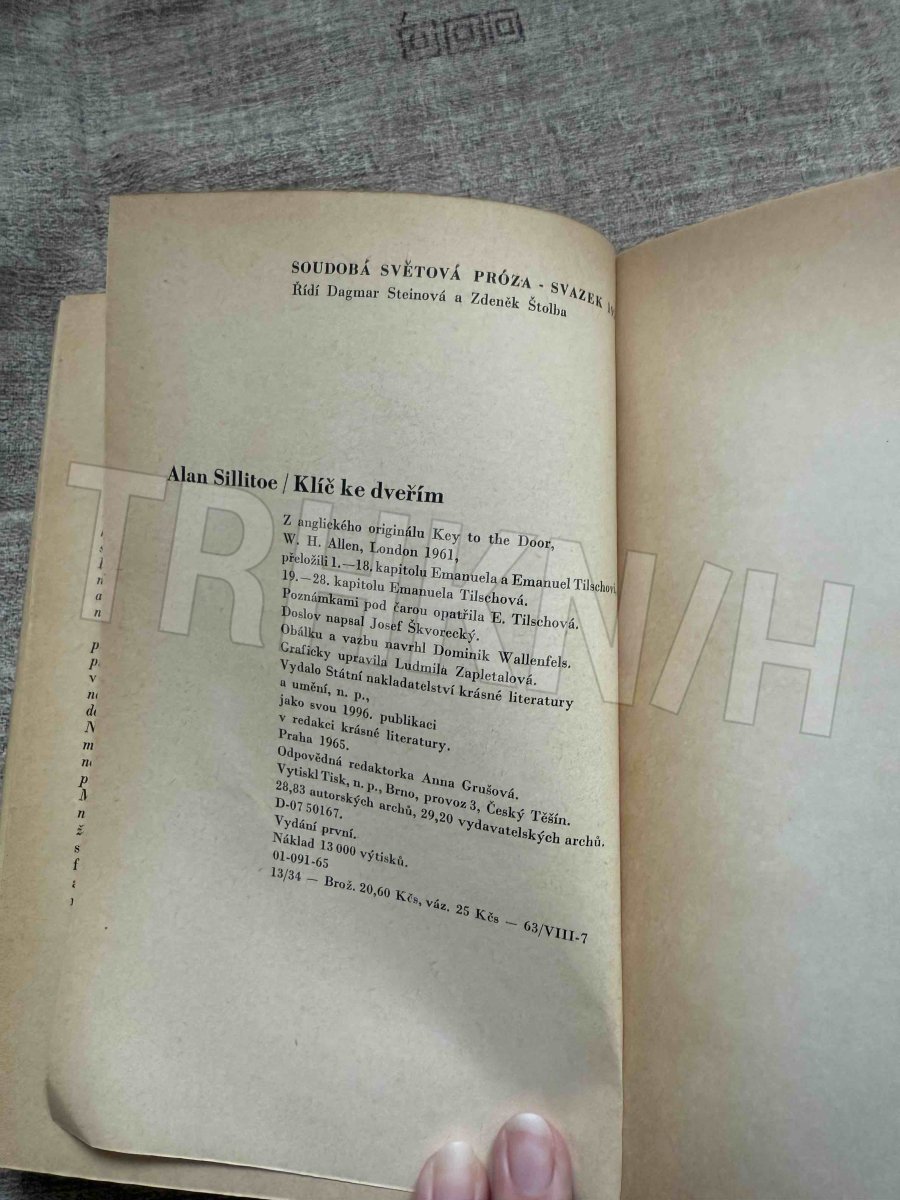 SOUDOBÁ SVĚTOVÁ PRÓZA - SVAZEK
Řídí Dagmar Steinová a Zdeněk Štolba
Alan Sillitoe / Klíč ke dveřím
Z anglického originálu Key to the Door,
W. H. Allen, London 1961,
přeložili 1.—18. kapitolu Emanuela a Emanuel Tilschovi,
19.—28. kapitolu Emanuela Tilschová.
Poznámkami pod čarou opatřila E. Tilschová.
Doslov napsal Josef Škvorecký.
Obálku a vazbu navrhl Dominik Wallenfels.
Graficky upravila Ludmila Zapletalová.
Vydalo Státní nakladatelství krásné literatury
a umění, n. p.,
jako svou 1996. publikaci
v redakci krásné literatury.
Praha 1965.
Odpovědná redaktorka Anna Grušová.
Vytiskl Tisk, n. p., Brno, provoz 3, Český Těšín.
28,83 autorských archů, 29,20 vydavatelských archů.
D-07 50167.
Vydání první.
Náklad 13 000 výtisků.
01-091-65
13/34 — Brož. 20,60 Kčs, váz. 25 Kčs — 63/VIII-7
TRHKN/H